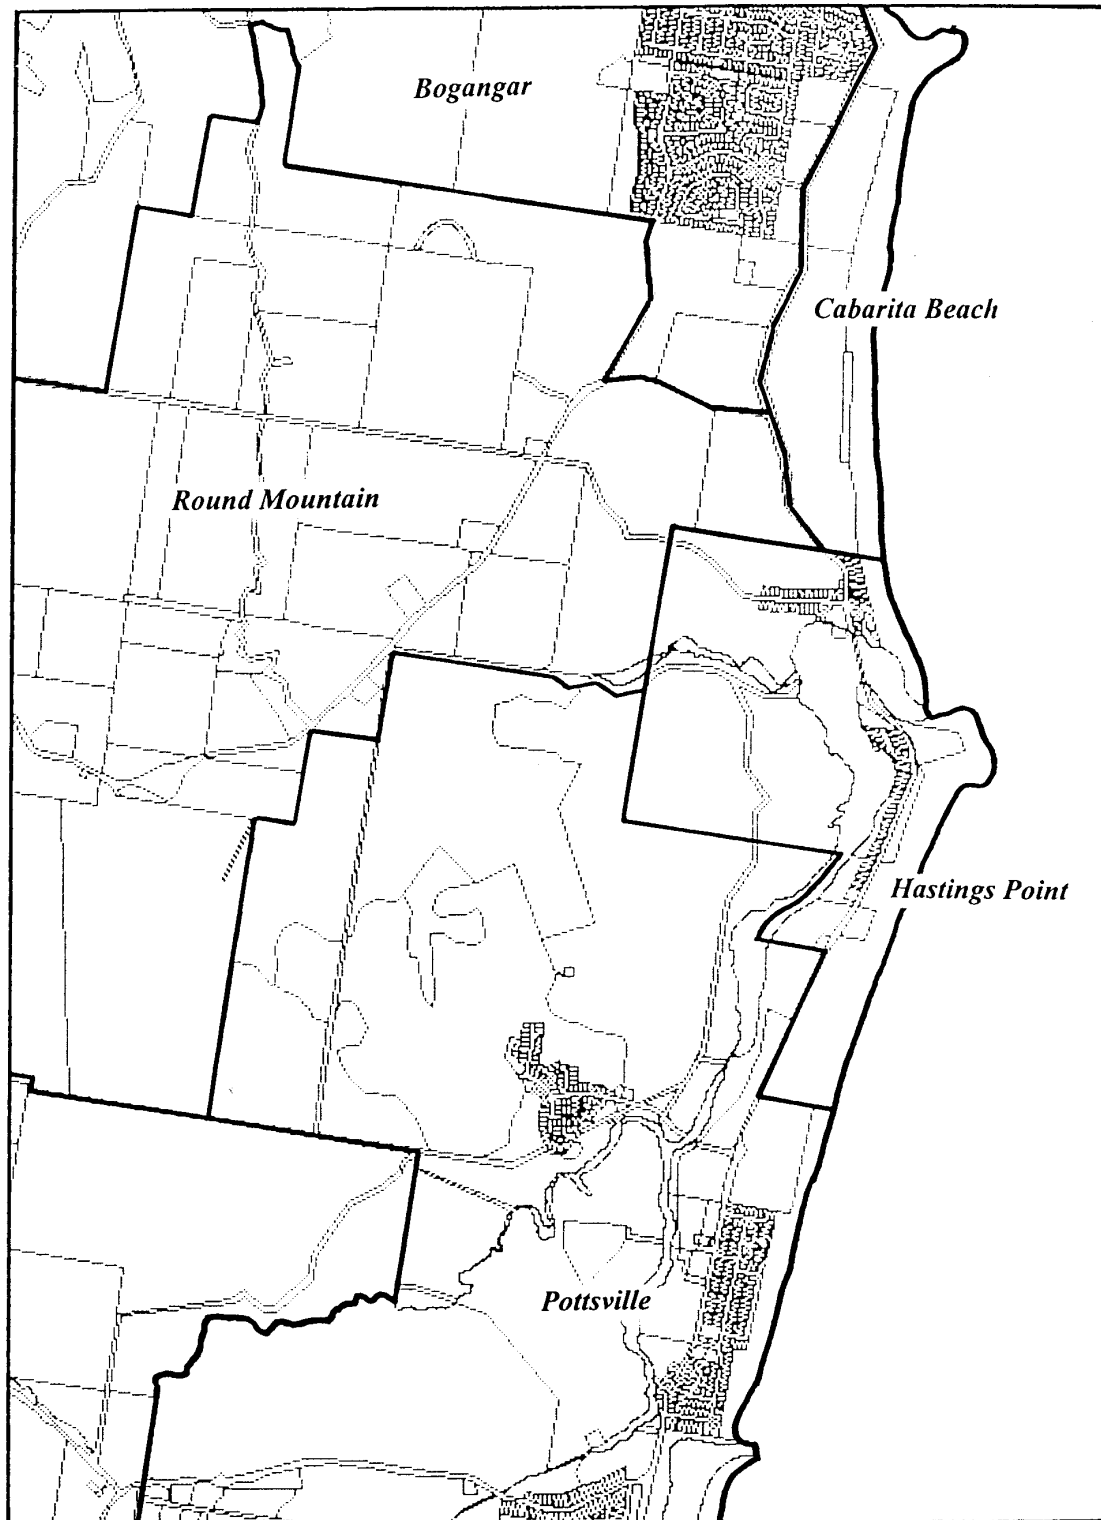 Bogangar
Cabarita Beach
Round Mountain
Hastings Point
Pottsville